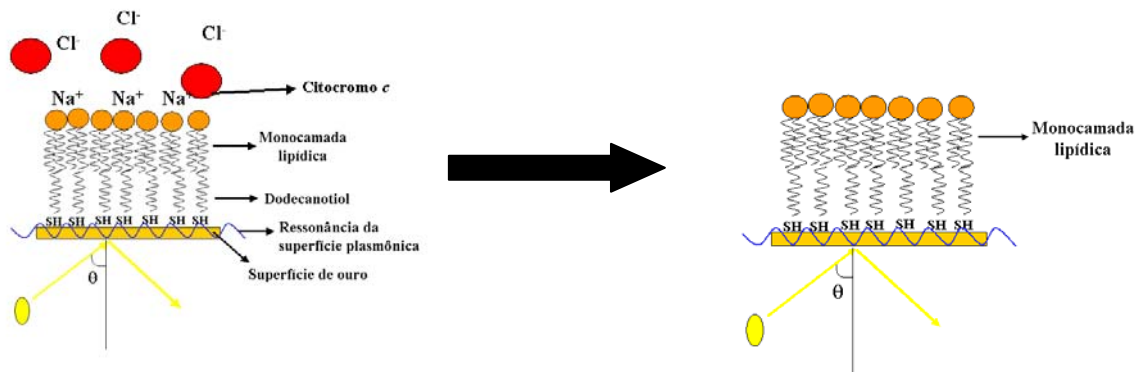 Cl⁻
Cl⁻
Cl⁻
Na⁺ Na⁺ Na⁺
Citocromo c
Monocamada
lipídica
Dodecanotiol
SH SH SH SH SH SH SH
Ressonância da
superfície plasmônica
Superfície de ouro
θ
Monocamada
lipídica
SH SH SH SH SH SH SH
θ